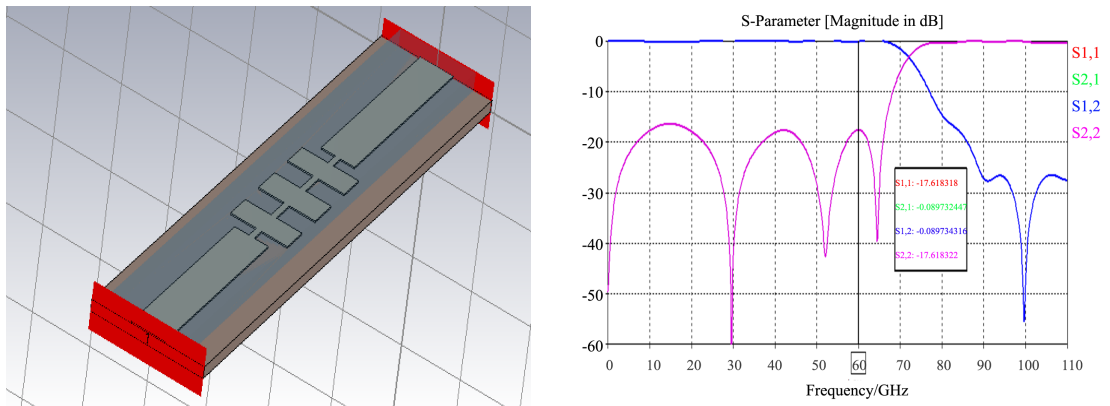 S-Parameter [Magnitude in dB]
0
-10
-20
-30
-40
-50
-60
S1,1
S2,1
S1,2
S2,2
S1,1: -17.618318
S2,1: -0.089732447
S1,2: -0.089734316
S2,2: -17.618322
0 10 20 30 40 50 60 70 80 90 100 110
Frequency/GHz